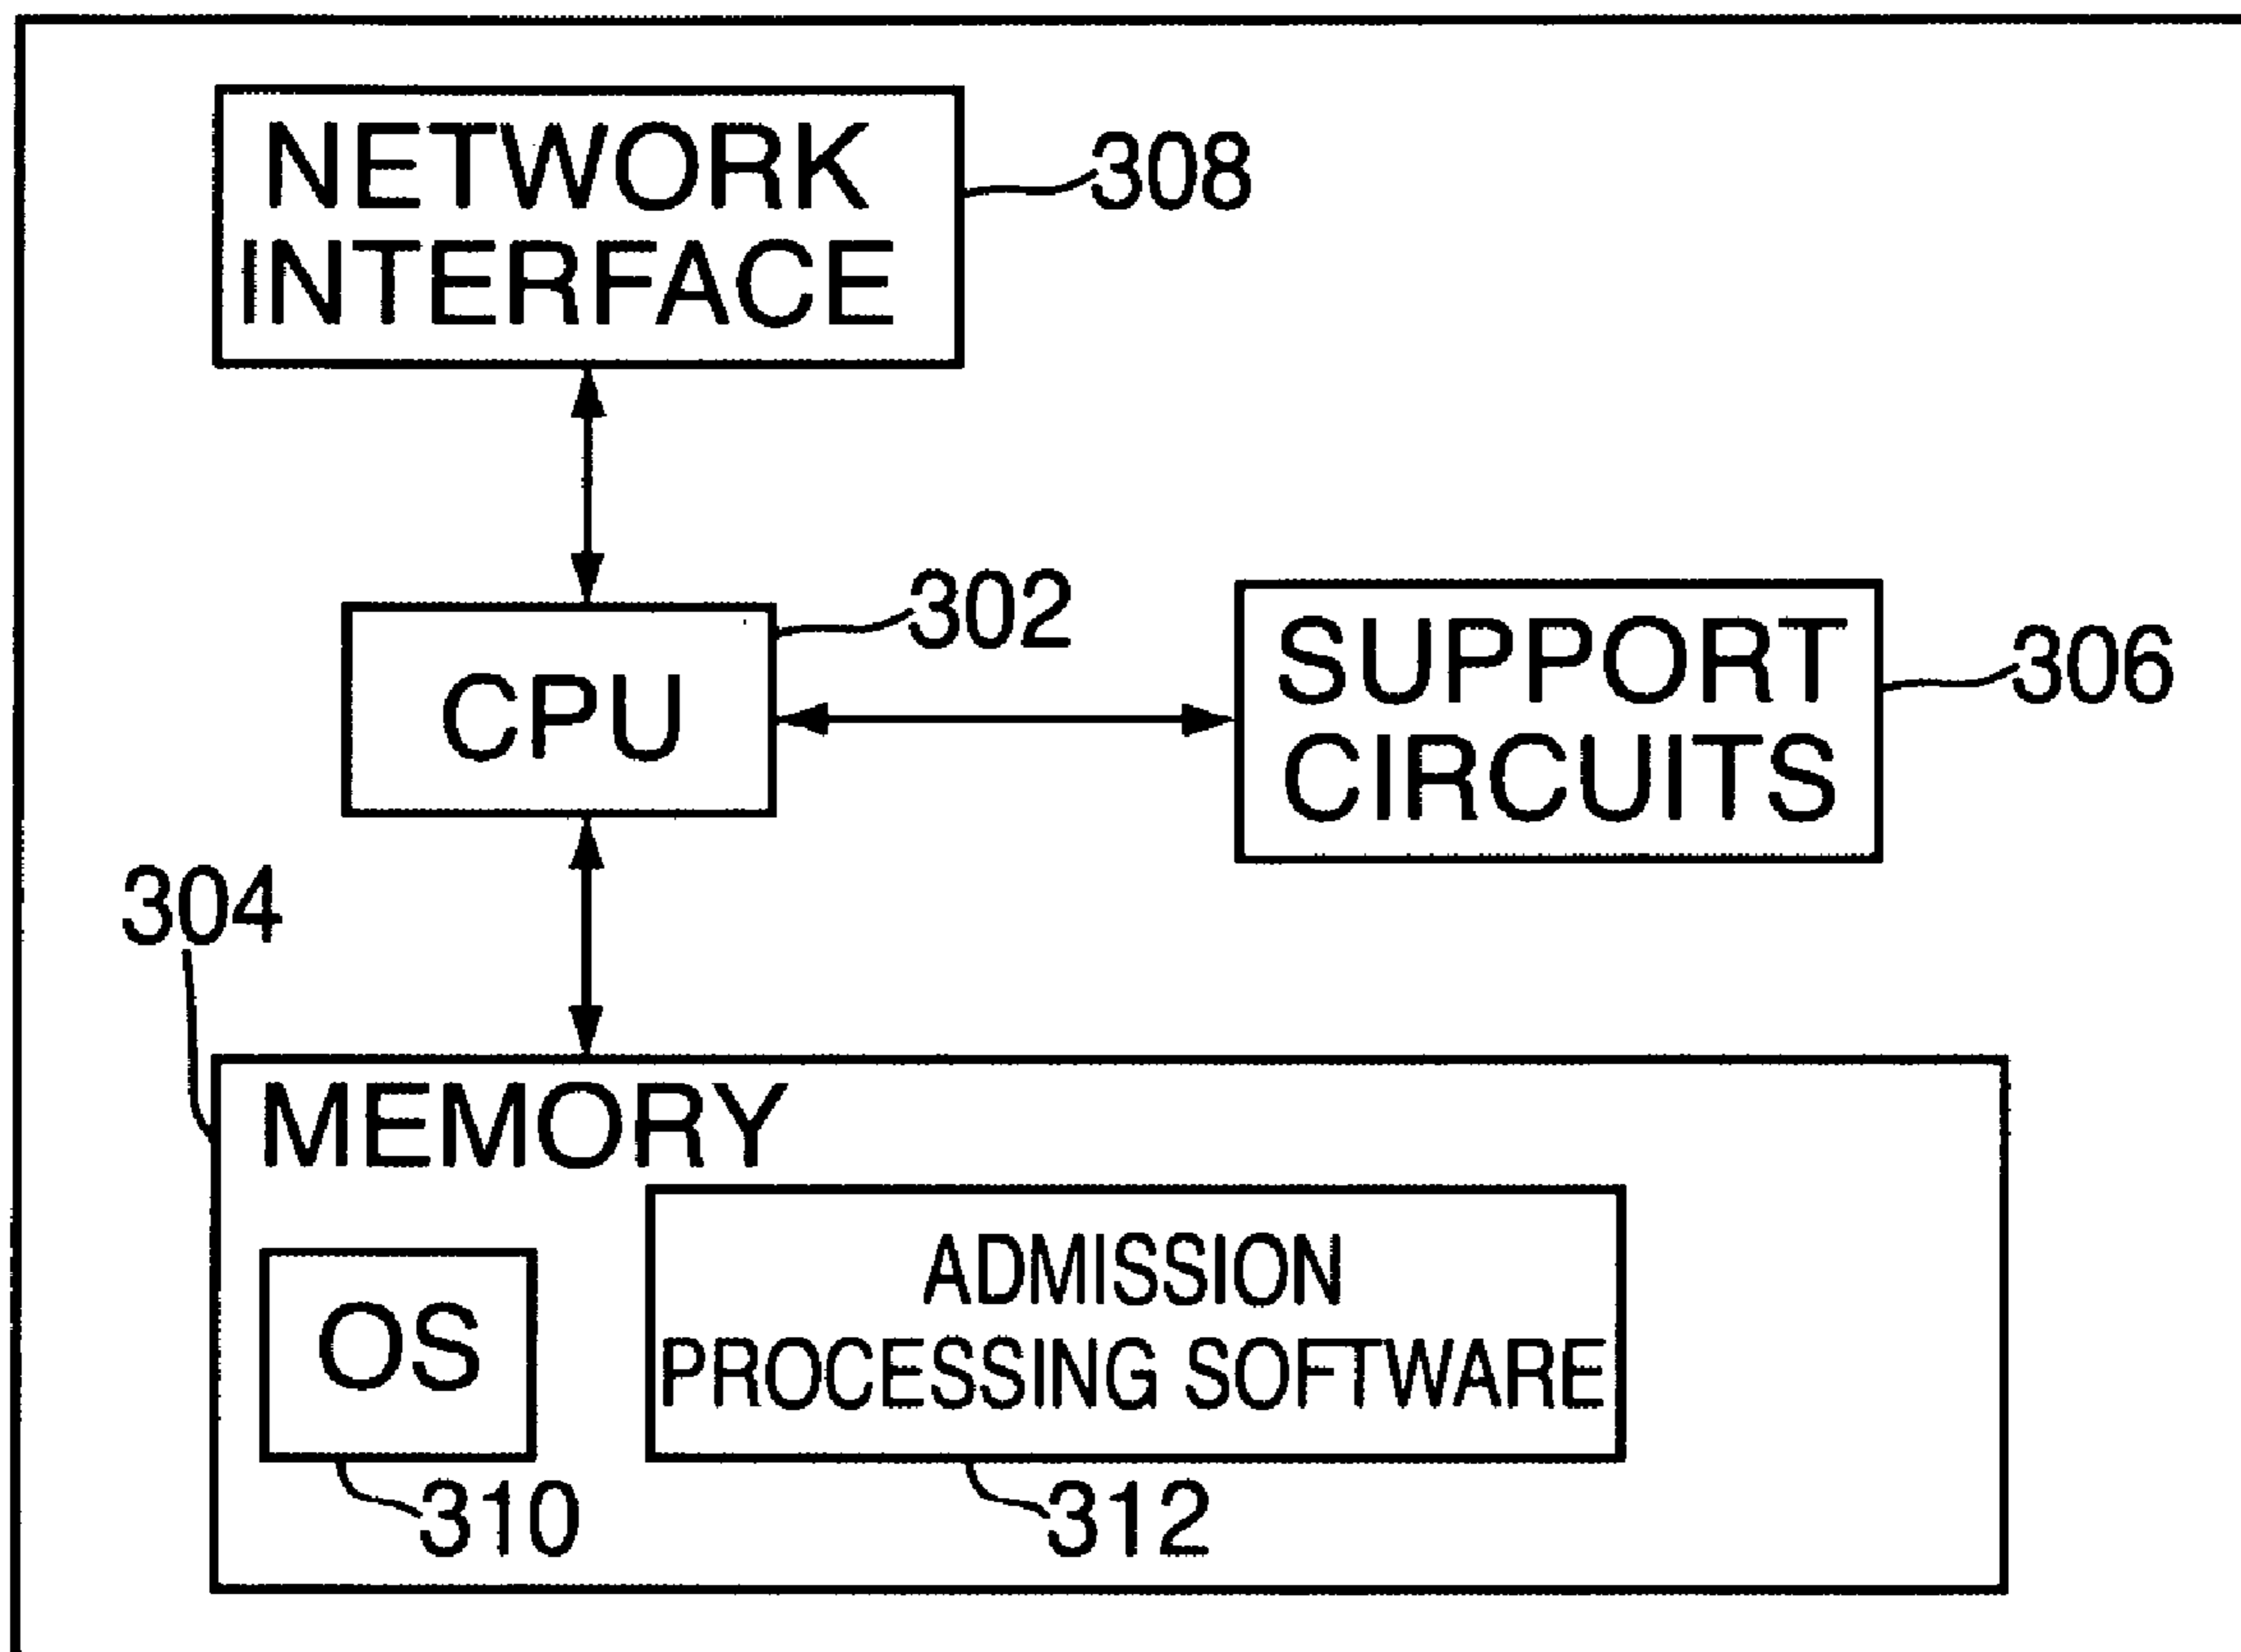 NETWORK
INTERFACE
308
302
CPU
SUPPORT
CIRCUITS
306
304
MEMORY
OS
310
ADMISSION
PROCESSING SOFTWARE
312